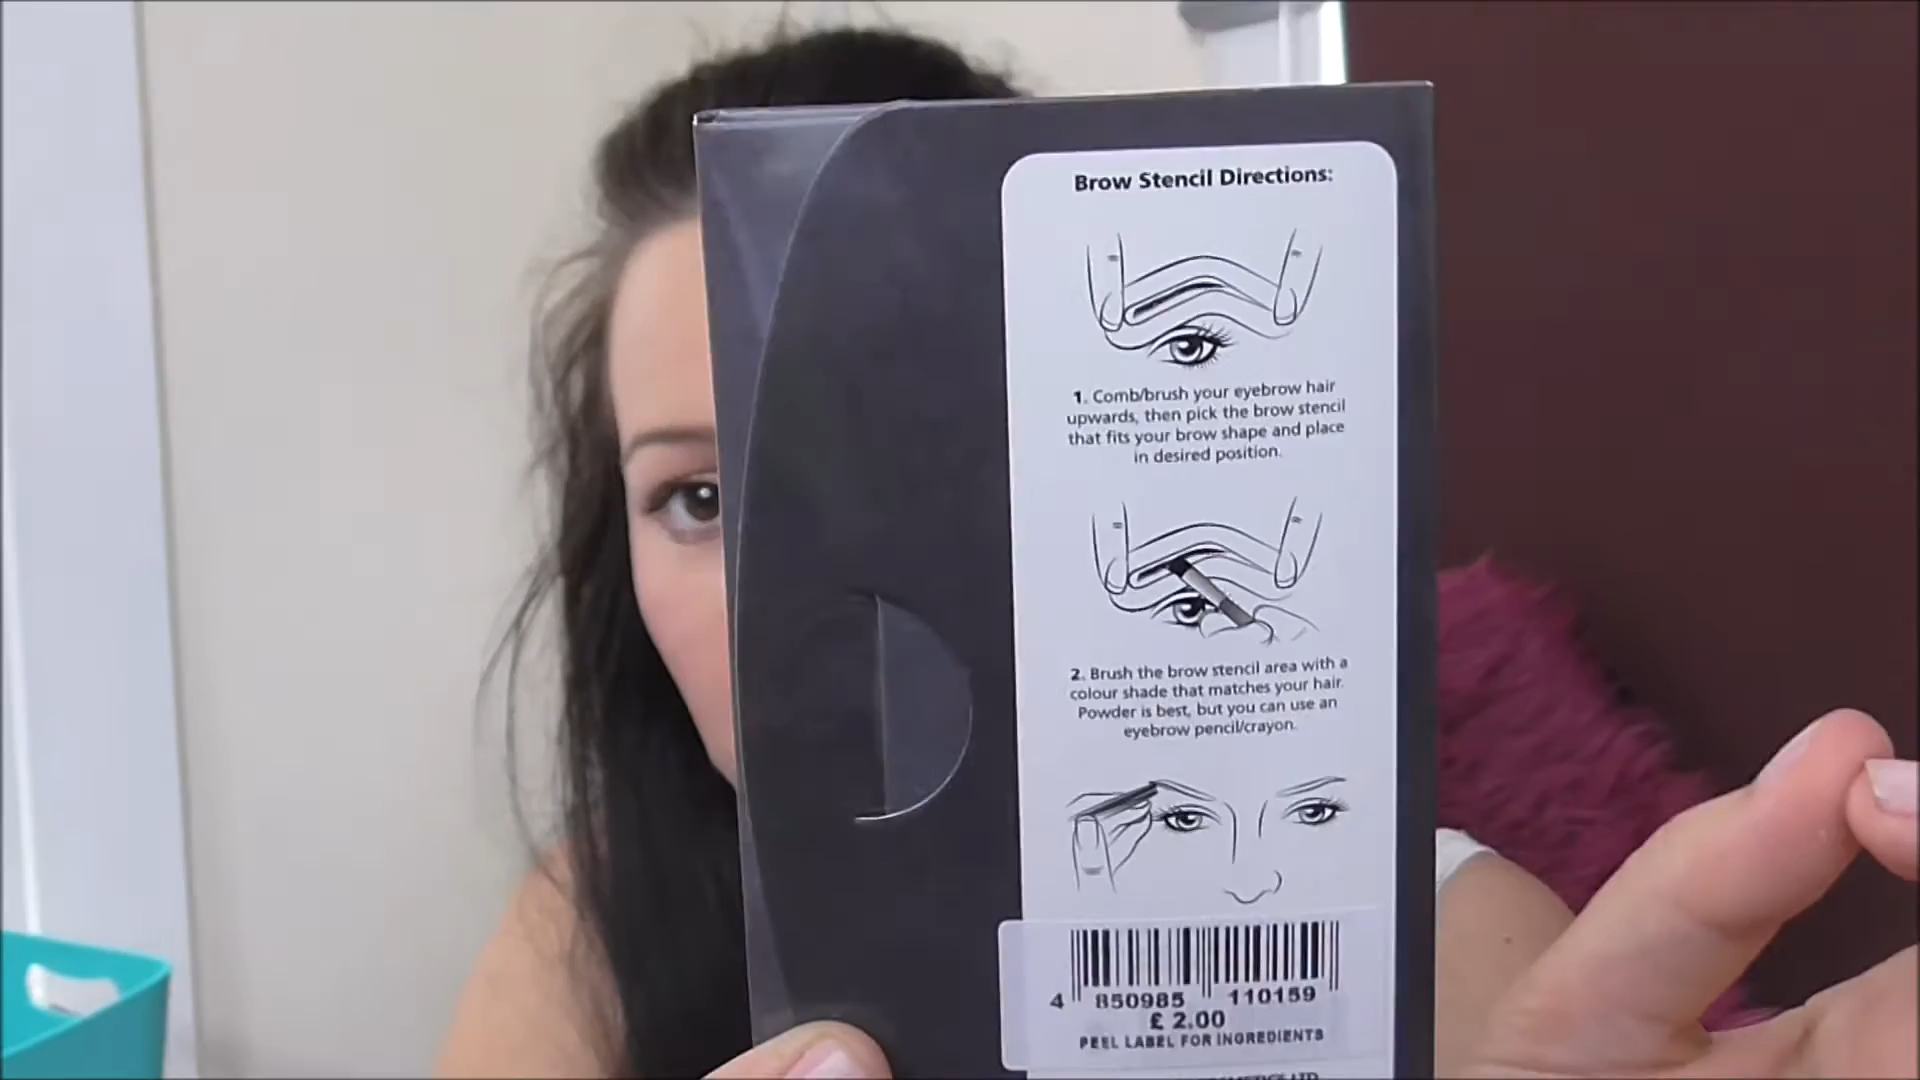 Brow Stencil Directions:
1. Comb/brush your eyebrow hair
upwards, then pick the brow stencil
that fits your brow shape and place
in desired position.
2. Brush the brow stencil area with a
colour shade that matches your hair.
Powder is best, but you can use an
eyebrow pencil/crayon.
4 850985 110159
£ 2.00
PEEL LABEL FOR INGREDIENTS